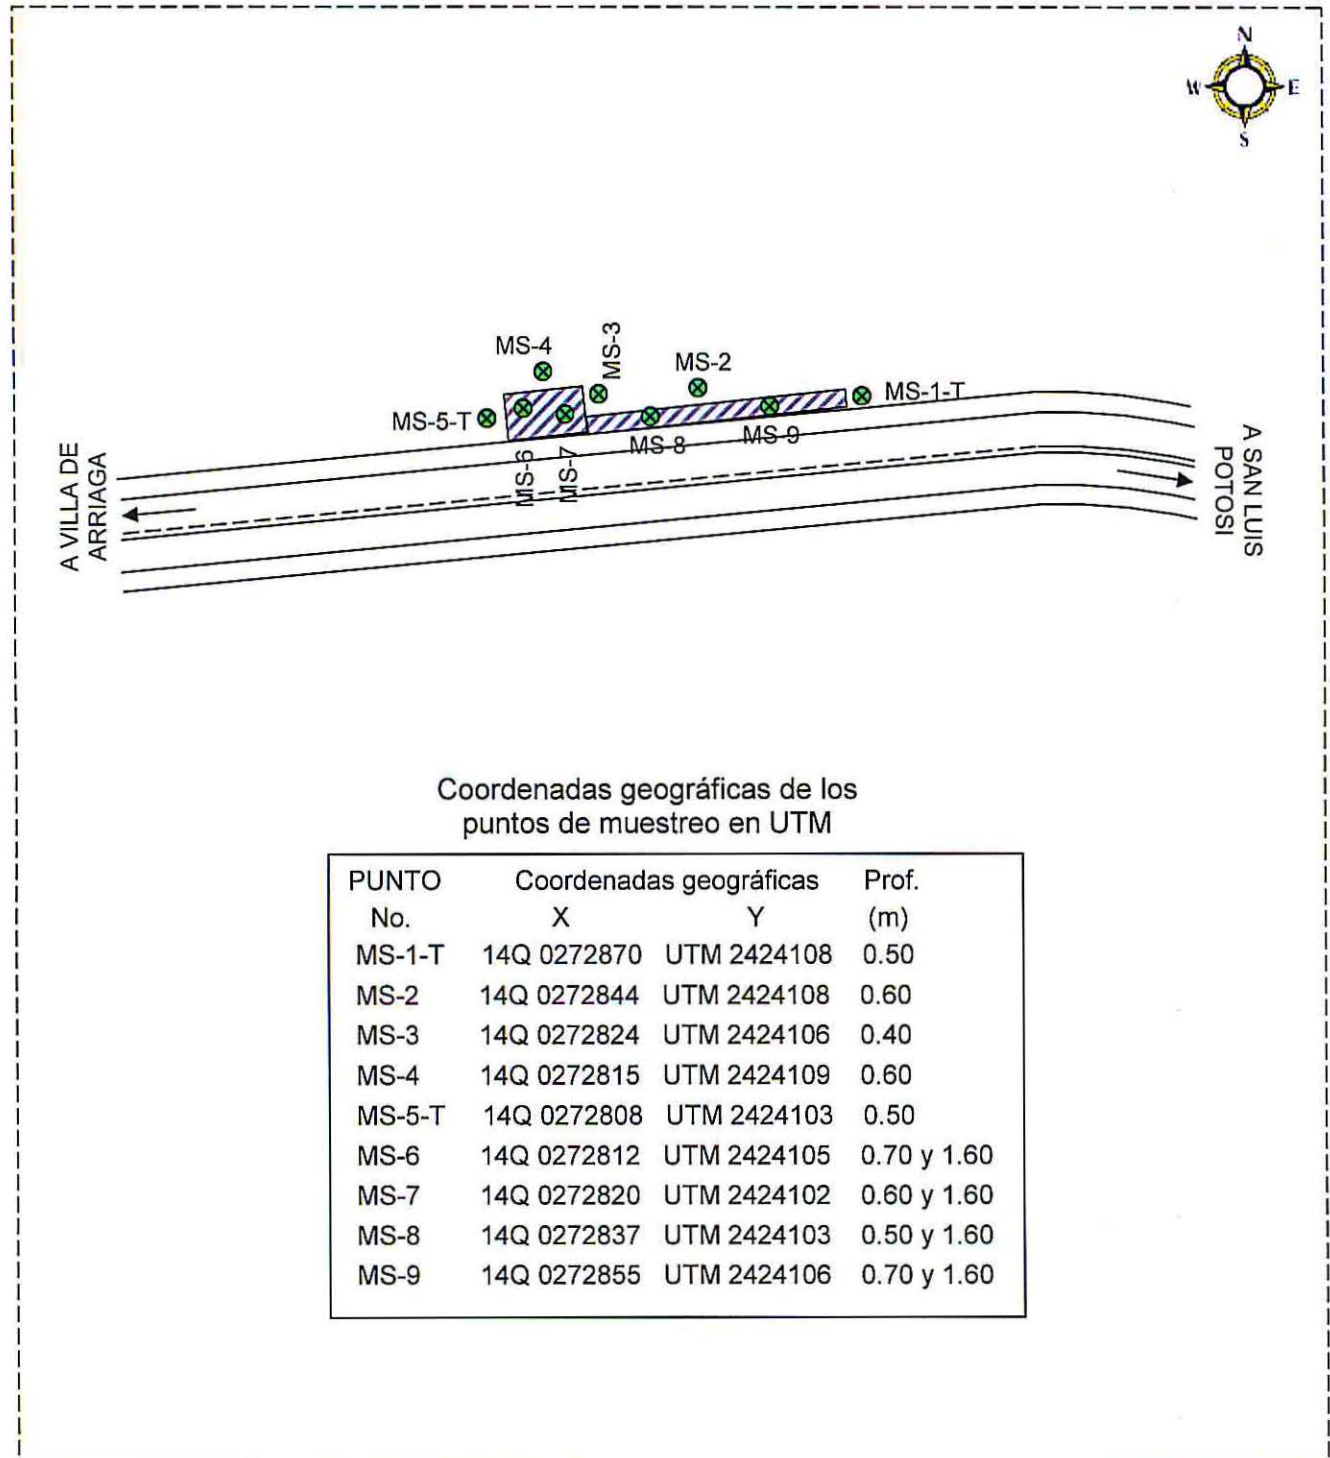 N
W E
S
MS-4
MS-3
MS-2
MS-1-T
MS-5-T
MS-8
MS-9
MS-6
MS-7
A VILLA DE
ARRIAGA
A SAN LUIS
POTOSI
Coordenadas geográficas de los
puntos de muestreo en UTM
PUNTO Coordenadas geográficas Prof.
No. X Y (m)
MS-1-T 14Q 0272870 UTM 2424108 0.50
MS-2 14Q 0272844 UTM 2424108 0.60
MS-3 14Q 0272824 UTM 2424106 0.40
MS-4 14Q 0272815 UTM 2424109 0.60
MS-5-T 14Q 0272808 UTM 2424103 0.50
MS-6 14Q 0272812 UTM 2424105 0.70 y 1.60
MS-7 14Q 0272820 UTM 2424102 0.60 y 1.60
MS-8 14Q 0272837 UTM 2424103 0.50 y 1.60
MS-9 14Q 0272855 UTM 2424106 0.70 y 1.60